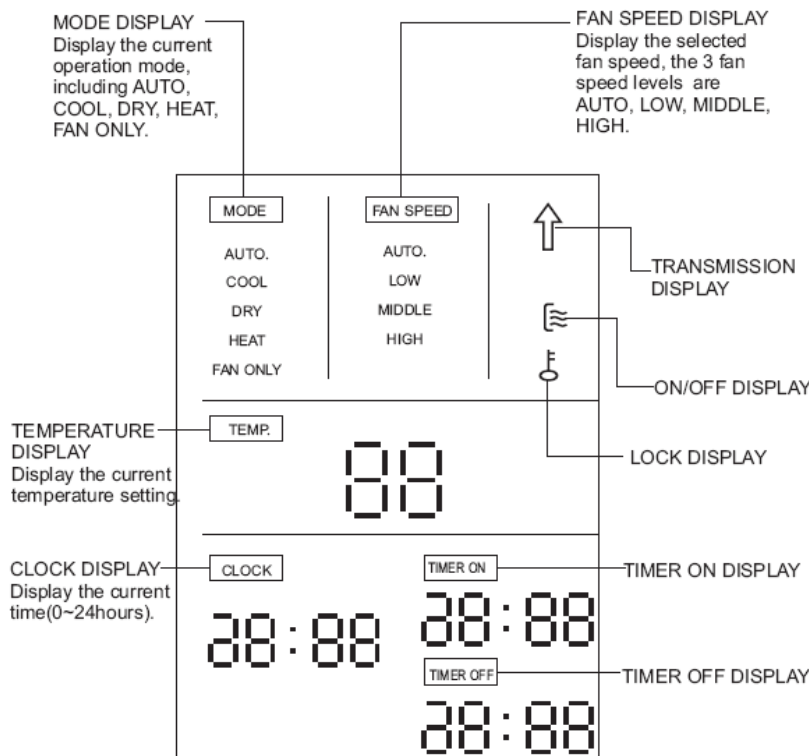 MODE DISPLAY
Display the current
operation mode,
including AUTO,
COOL, DRY, HEAT,
FAN ONLY.
FAN SPEED DISPLAY
Display the selected
fan speed, the 3 fan
speed levels are
AUTO, LOW, MIDDLE,
HIGH.
MODE
AUTO.
COOL
DRY
HEAT
FAN ONLY
FAN SPEED
AUTO.
LOW
MIDDLE
HIGH
TRANSMISSION
DISPLAY
ON/OFF DISPLAY
LOCK DISPLAY
TEMPERATURE
DISPLAY
Display the current
temperature setting.
TEMP.
88
CLOCK DISPLAY
Display the current
time(0~24hours).
CLOCK
28:88
TIMER ON
28:88
TIMER ON DISPLAY
TIMER OFF
28:88
TIMER OFF DISPLAY